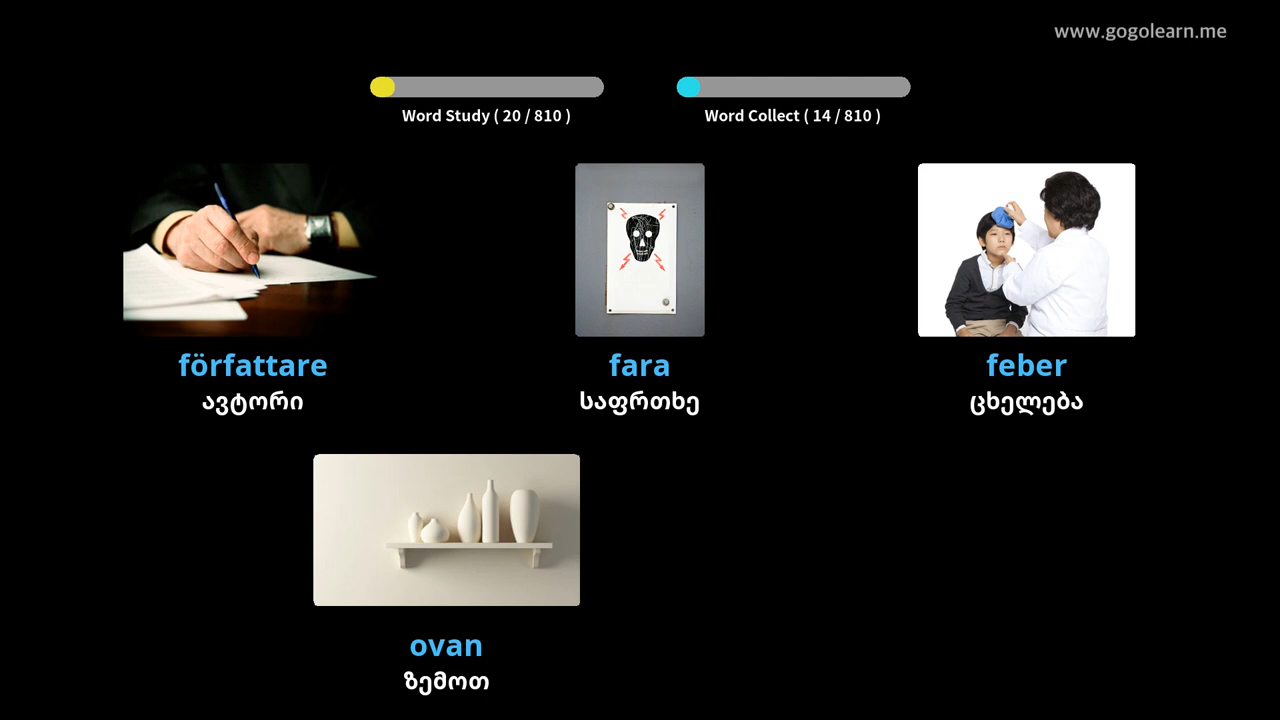 www.gogolearn.me
Word Study ( 20 / 810 )
Word Collect ( 14 / 810 )
författare
ავტორი
fara
საფრთხე
feber
ცხელება
ovan
ზემოთ